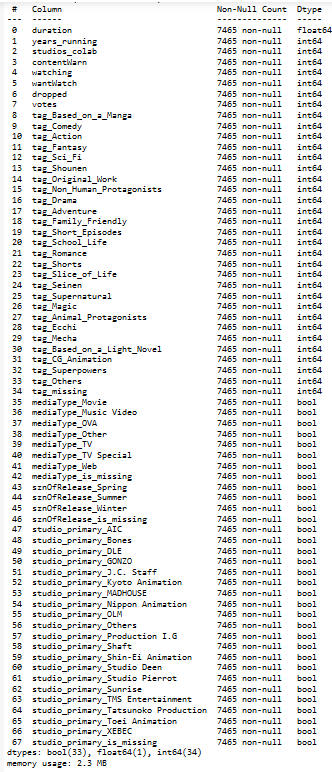 #   Column   Non-Null Count   Dtype
---  ------   --------------   -----
0   duration   7465 non-null   float64
1   years_running   7465 non-null   int64
2   studios_colab   7465 non-null   int64
3   contentWarn   7465 non-null   int64
4   watching   7465 non-null   int64
5   wantWatch   7465 non-null   int64
6   dropped   7465 non-null   int64
7   votes   7465 non-null   int64
8   tag_Based_on_a_Manga   7465 non-null   int64
9   tag_Comedy   7465 non-null   int64
10   tag_Action   7465 non-null   int64
11   tag_Fantasy   7465 non-null   int64
12   tag_Sci_Fi   7465 non-null   int64
13   tag_Shounen   7465 non-null   int64
14   tag_Original_Work   7465 non-null   int64
15   tag_Non_Human_Protagonists   7465 non-null   int64
16   tag_Drama   7465 non-null   int64
17   tag_Adventure   7465 non-null   int64
18   tag_Family_Friendly   7465 non-null   int64
19   tag_Short_Episodes   7465 non-null   int64
20   tag_School_Life   7465 non-null   int64
21   tag_Romance   7465 non-null   int64
22   tag_Shorts   7465 non-null   int64
23   tag_Slice_of_Life   7465 non-null   int64
24   tag_Seinen   7465 non-null   int64
25   tag_Supernatural   7465 non-null   int64
26   tag_Magic   7465 non-null   int64
27   tag_Animal_Protagonists   7465 non-null   int64
28   tag_Ecchi   7465 non-null   int64
29   tag_Mecha   7465 non-null   int64
30   tag_Based_on_a_Light_Novel   7465 non-null   int64
31   tag_CG_Animation   7465 non-null   int64
32   tag_Superpowers   7465 non-null   int64
33   tag_Others   7465 non-null   int64
34   tag_missing   7465 non-null   int64
35   mediaType_Movie   7465 non-null   bool
36   mediaType_Music Video   7465 non-null   bool
37   mediaType_OVA   7465 non-null   bool
38   mediaType_Other   7465 non-null   bool
39   mediaType_TV   7465 non-null   bool
40   mediaType_TV Special   7465 non-null   bool
41   mediaType_Web   7465 non-null   bool
42   mediaType_is_missing   7465 non-null   bool
43   sznOfRelease_Spring   7465 non-null   bool
44   sznOfRelease_Summer   7465 non-null   bool
45   sznOfRelease_Winter   7465 non-null   bool
46   sznOfRelease_is_missing   7465 non-null   bool
47   studio_primary_AIC   7465 non-null   bool
48   studio_primary_Bones   7465 non-null   bool
49   studio_primary_DLE   7465 non-null   bool
50   studio_primary_GONZO   7465 non-null   bool
51   studio_primary_J.C. Staff   7465 non-null   bool
52   studio_primary_Kyoto Animation   7465 non-null   bool
53   studio_primary_MADHOUSE   7465 non-null   bool
54   studio_primary_Nippon Animation   7465 non-null   bool
55   studio_primary_OLM   7465 non-null   bool
56   studio_primary_Others   7465 non-null   bool
57   studio_primary_Production I.G   7465 non-null   bool
58   studio_primary_Shaft   7465 non-null   bool
59   studio_primary_Shin-Ei Animation   7465 non-null   bool
60   studio_primary_Studio Deen   7465 non-null   bool
61   studio_primary_Studio Pierrot   7465 non-null   bool
62   studio_primary_Sunrise   7465 non-null   bool
63   studio_primary_TMS Entertainment   7465 non-null   bool
64   studio_primary_Tatsunoko Production   7465 non-null   bool
65   studio_primary_Toei Animation   7465 non-null   bool
66   studio_primary_XEBEC   7465 non-null   bool
67   studio_primary_is_missing   7465 non-null   bool
dtypes: bool(33), float64(1), int64(34)
memory usage: 2.3 MB